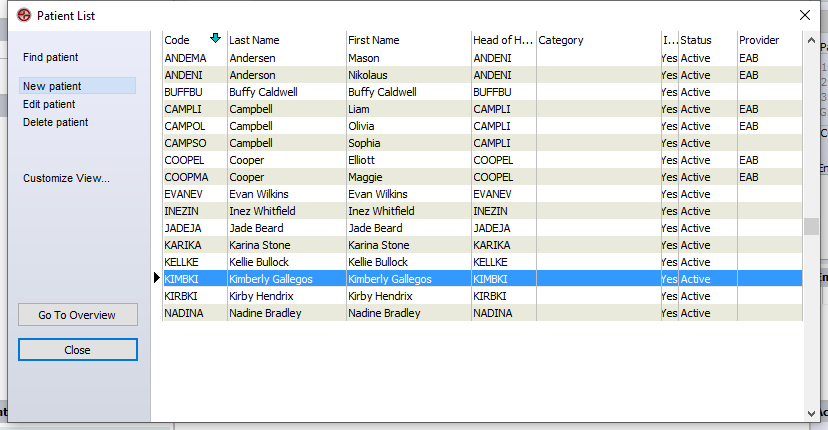 Patient List
Find patient
New patient
Edit patient
Delete patient
Customize View...
Go To Overview
Close
Code Last Name First Name Head of H... Category I... Status Provider
ANDEMA Andersen Mason ANDENI Yes Active EAB
ANDENI Anderson Nikolaus ANDENI Yes Active EAB
BUFFBU Buffy Caldwell Buffy Caldwell BUFFBU Yes Active
CAMPLI Campbell Liam CAMPLI Yes Active EAB
CAMPOL Campbell Olivia CAMPLI Yes Active EAB
CAMPSO Campbell Sophia CAMPLI Yes Active
COOPEL Cooper Elliott COOPEL Yes Active EAB
COOPMA Cooper Maggie COOPEL Yes Active EAB
EVANEV Evan Wilkins Evan Wilkins EVANEV Yes Active
INEZIN Inez Whitfield Inez Whitfield INEZIN Yes Active
JADEJA Jade Beard Jade Beard JADEJA Yes Active
KARIKA Karina Stone Karina Stone KARIKA Yes Active
KELLKE Kellie Bullock Kellie Bullock KELLKE Yes Active
KIMBKI Kimberly Gallegos Kimberly Gallegos KIMBKI Yes Active
KIRBKI Kirby Hendrix Kirby Hendrix KIRBKI Yes Active
NADINA Nadine Bradley Nadine Bradley NADINA Yes Active